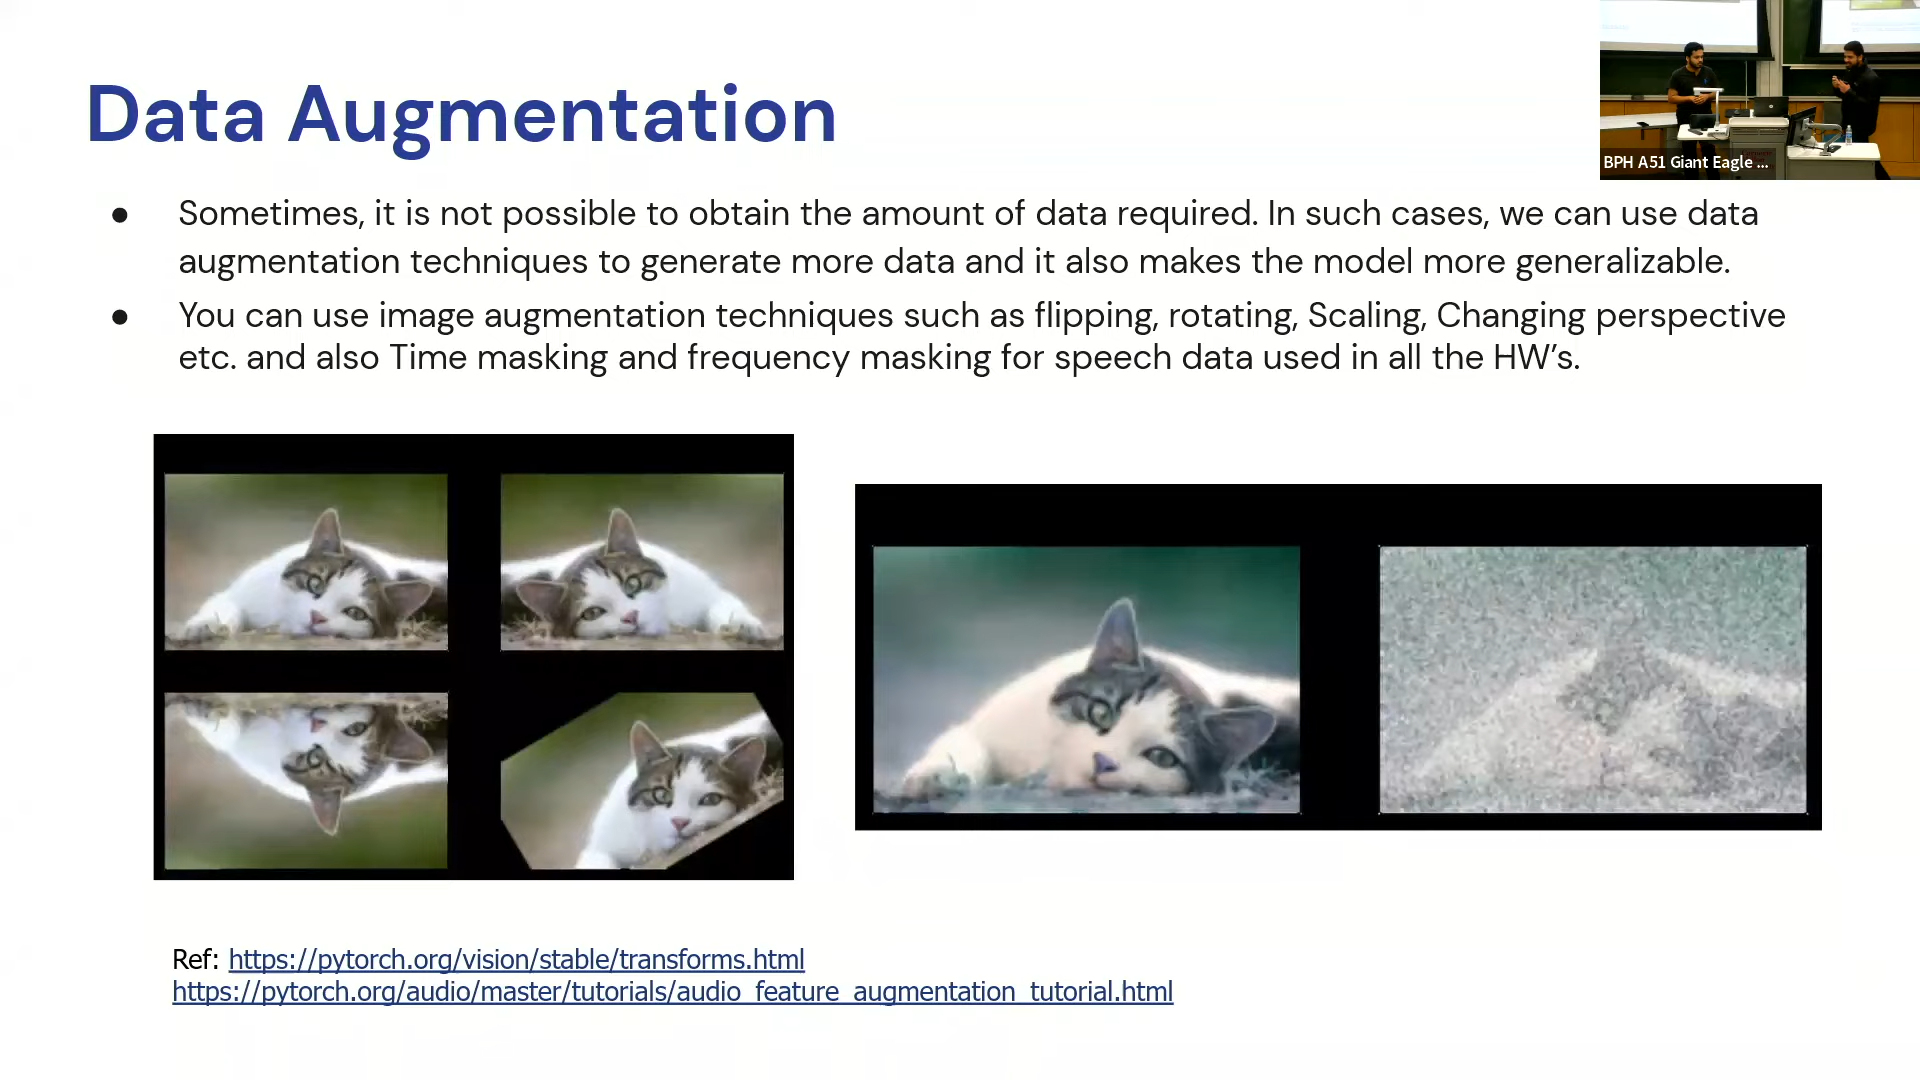 Data Augmentation
BPH A51 Giant Eagle ...
● Sometimes, it is not possible to obtain the amount of data required. In such cases, we can use data
augmentation techniques to generate more data and it also makes the model more generalizable.
● You can use image augmentation techniques such as flipping, rotating, Scaling, Changing perspective
etc. and also Time masking and frequency masking for speech data used in all the HW’s.
Ref: https://pytorch.org/vision/stable/transforms.html
https://pytorch.org/audio/master/tutorials/audio_feature_augmentation_tutorial.html